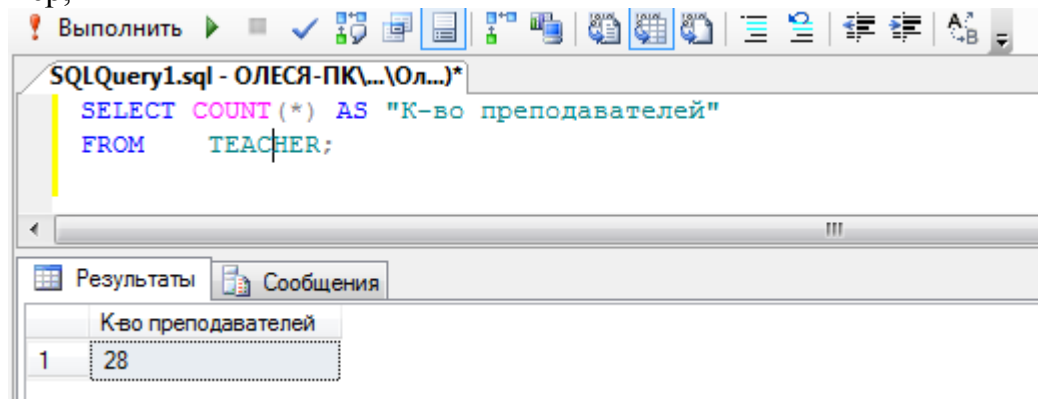 Выполнить
SQLQuery1.sql - ОЛЕСЯ-ПК\...\Ол...)*
SELECT COUNT(*) AS "К-во преподавателей"
FROM TEACHER;
Результаты Сообщения
К-во преподавателей
1 28